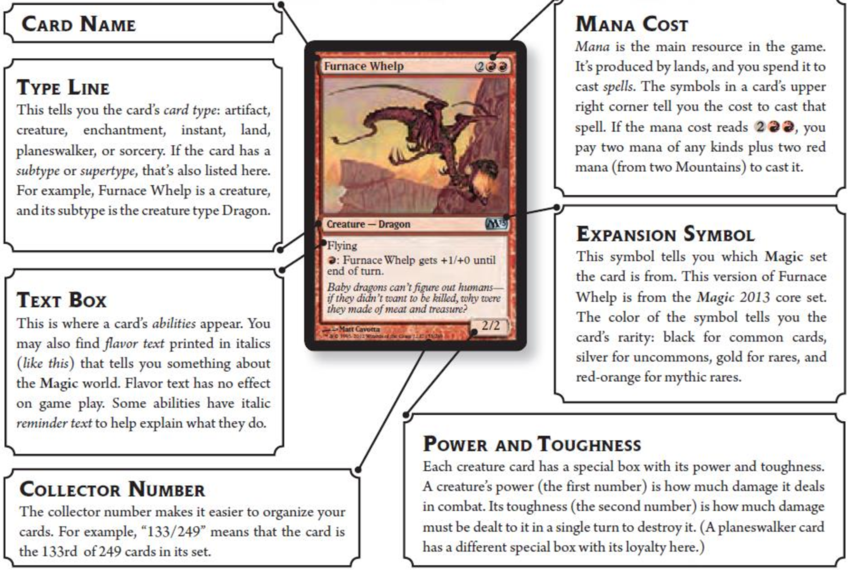 CARD NAME
TYPE LINE
This tells you the card's card type: artifact,
creature, enchantment, instant, land,
planeswalker, or sorcery. If the card has a
subtype or supertype, that's also listed here.
For example, Furnace Whelp is a creature,
and its subtype is the creature type Dragon.
TEXT BOX
This is where a card's abilities appear. You
may also find flavor text printed in italics
(like this) that tells you something about
the Magic world. Flavor text has no effect
on game play. Some abilities have italic
reminder text to help explain what they do.
COLLECTOR NUMBER
The collector number makes it easier to organize your
cards. For example, "133/249" means that the card is
the 133rd of 249 cards in its set.
Furnace Whelp 2
Creature — Dragon
Flying
: Furnace Whelp gets +1/+0 until
end of turn.
Baby dragons can't figure out humans—
if they didn't want to be killed, why were
they made of meat and treasure?
2/2
Matt Cavotta
MANA COST
Mana is the main resource in the game.
It's produced by lands, and you spend it to
cast spells. The symbols in a card's upper
right corner tell you the cost to cast that
spell. If the mana cost reads 2, you
pay two mana of any kinds plus two red
mana (from two Mountains) to cast it.
EXPANSION SYMBOL
This symbol tells you which Magic set
the card is from. This version of Furnace
Whelp is from the Magic 2013 core set.
The color of the symbol tells you the
card's rarity: black for common cards,
silver for uncommons, gold for rares, and
red-orange for mythic rares.
POWER AND TOUGHNESS
Each creature card has a special box with its power and toughness.
A creature's power (the first number) is how much damage it deals
in combat. Its toughness (the second number) is how much damage
must be dealt to it in a single turn to destroy it. (A planeswalker card
has a different special box with its loyalty here.)